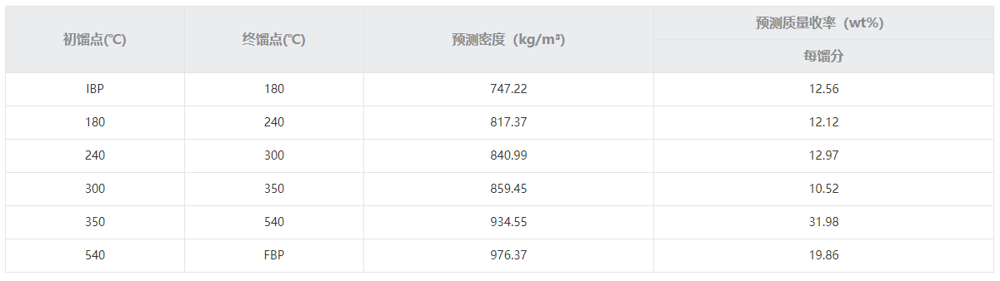 初馏点(℃) 终馏点(℃) 预测密度（kg/m³） 预测质量收率（wt%）
每馏分
IBP 180 747.22 12.56
180 240 817.37 12.12
240 300 840.99 12.97
300 350 859.45 10.52
350 540 934.55 31.98
540 FBP 976.37 19.86